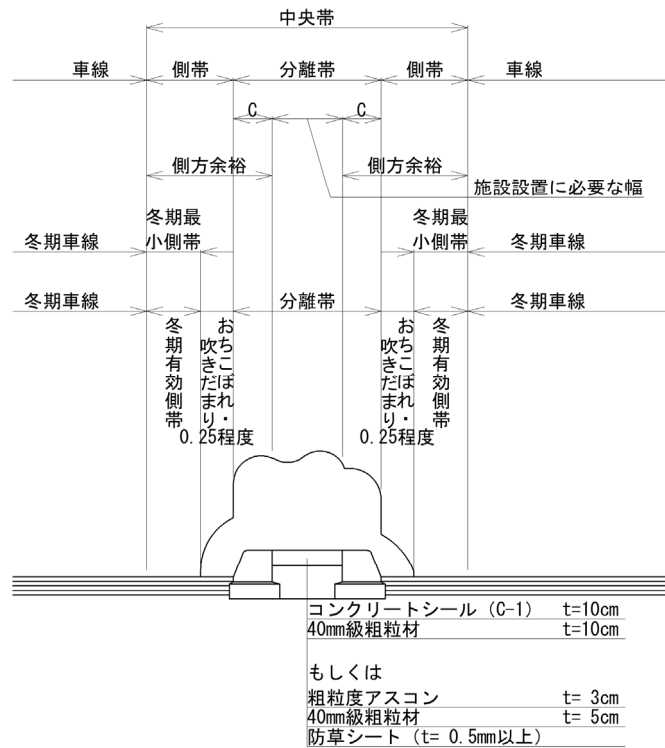 中央帯
車線 側帯 分離帯 側帯 車線
C C
側方余裕 側方余裕
施設設置に必要な幅
冬期最
小側帯
冬期最
小側帯
冬期車線 冬期車線
冬期車線 分離帯 冬期車線
冬期有効側帯
おちこぼれ・
吹きだまり
0.25程度
おちこぼれ・
吹きだまり
0.25程度
冬期有効側帯
コンクリートシール (C-1) t=10cm
40mm級粗粒材 t=10cm
もしくは
粗粒度アスコン t= 3cm
40mm級粗粒材 t= 5cm
防草シート (t= 0.5mm以上)